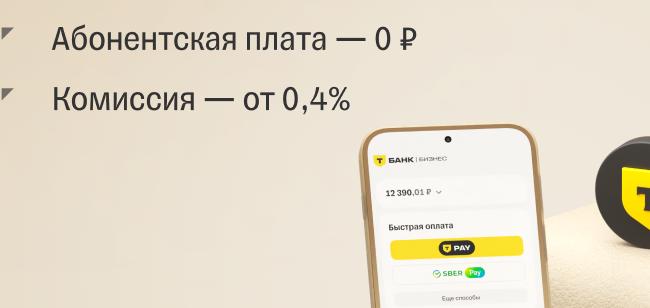 Абонентская плата — 0 ₽
Комиссия — от 0,4%
Т БАНК | БИЗНЕС
12 390,01 ₽
Быстрая оплата
Т PAY
SBER Pay
Еще способы
Т